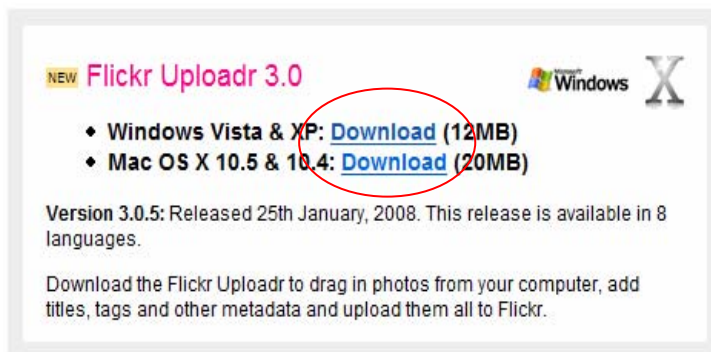 NEW Flickr Uploadr 3.0
Microsoft
Windows
X
• Windows Vista & XP: Download (12MB)
• Mac OS X 10.5 & 10.4: Download (20MB)
Version 3.0.5: Released 25th January, 2008. This release is available in 8
languages.
Download the Flickr Uploadr to drag in photos from your computer, add
titles, tags and other metadata and upload them all to Flickr.